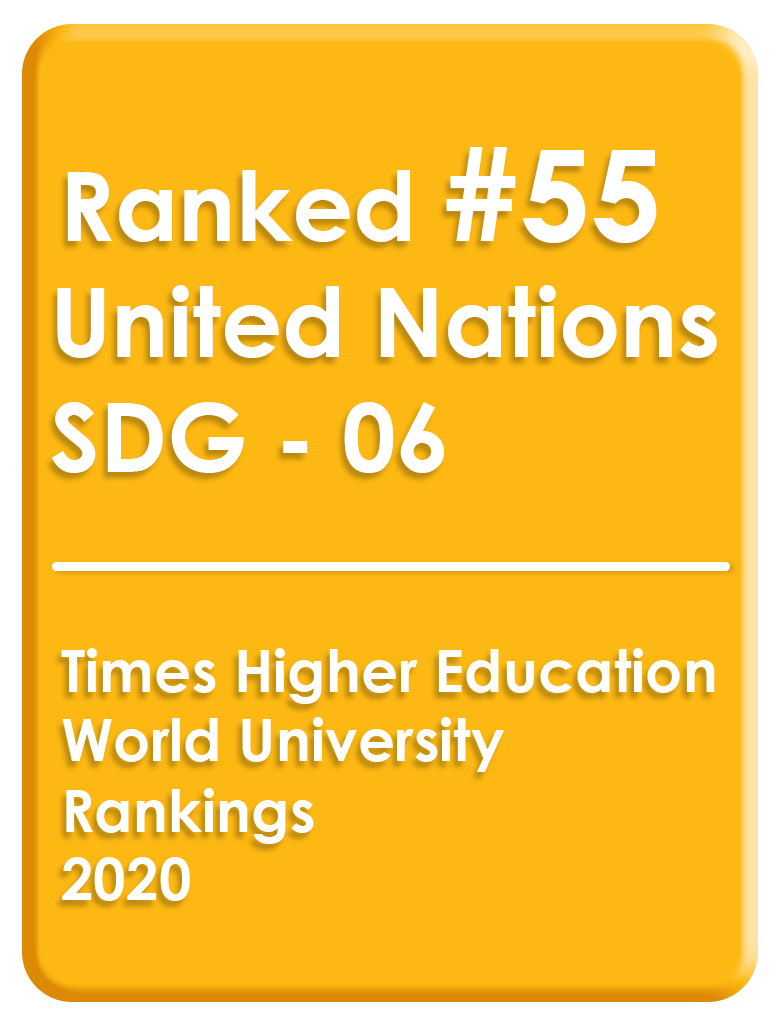 Ranked #55
United Nations
SDG - 06
Times Higher Education
World University
Rankings
2020